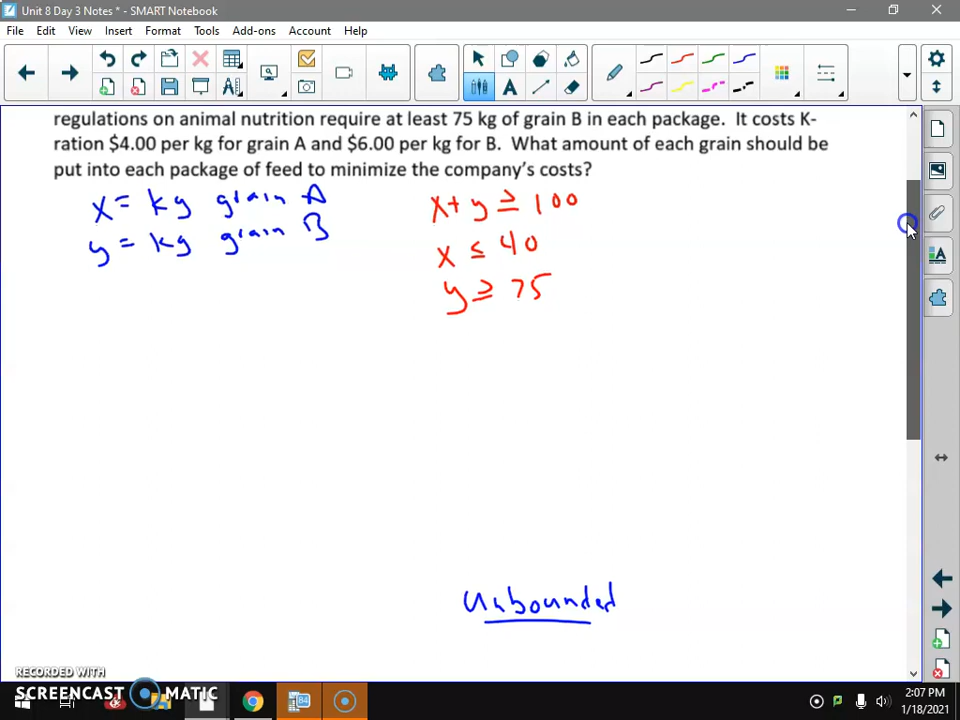 Unit 8 Day 3 Notes * - SMART Notebook
File Edit View Insert Format Tools Add-ons Account Help
regulations on animal nutrition require at least 75 kg of grain B in each package. It costs K-
ration $4.00 per kg for grain A and $6.00 per kg for B. What amount of each grain should be
put into each package of feed to minimize the company's costs?
x = kg grain A
y = kg grain B
x + y ≥ 100
x ≤ 40
y ≥ 75
Unbounded
RECORDED WITH
SCREENCAST MATIC
2:07 PM
1/18/2021